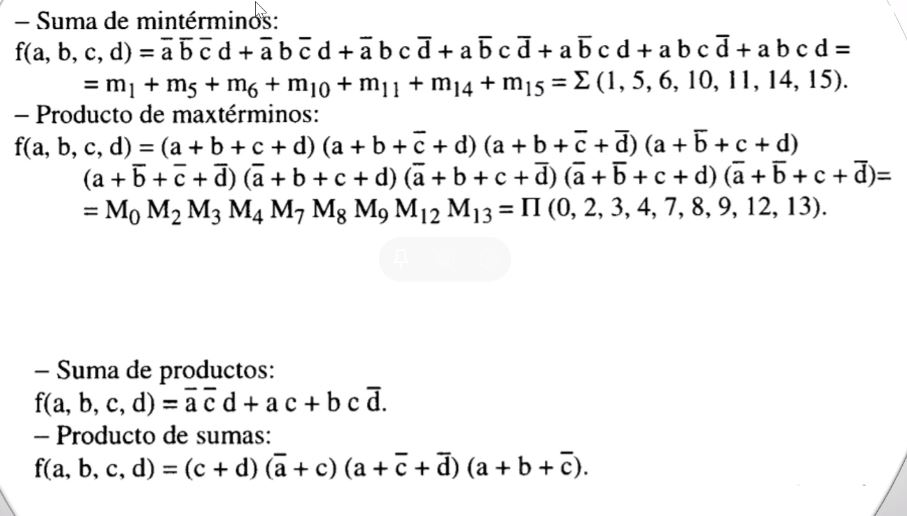 – Suma de mintérminos:
f(a, b, c, d) = a̅ b̅ c̅ d + a̅ b c̅ d + a̅ b c d̅ + a b̅ c d̅ + a b̅ c d + a b c d̅ + a b c d =
= m₁ + m₅ + m₆ + m₁₀ + m₁₁ + m₁₄ + m₁₅ = Σ (1, 5, 6, 10, 11, 14, 15).
– Producto de maxtérminos:
f(a, b, c, d) = (a + b + c + d) (a + b + c̅ + d) (a + b + c̅ + d̅) (a + b̅ + c + d)
(a + b̅ + c̅ + d̅) (a̅ + b + c + d) (a̅ + b + c + d̅) (a̅ + b̅ + c + d) (a̅ + b̅ + c + d̅)=
= M₀ M₂ M₃ M₄ M₇ M₈ M₉ M₁₂ M₁₃ = Π (0, 2, 3, 4, 7, 8, 9, 12, 13).
– Suma de productos:
f(a, b, c, d) = a̅ c̅ d + a c + b c d̅.
– Producto de sumas:
f(a, b, c, d) = (c + d) (a̅ + c) (a + c̅ + d̅) (a + b + c̅).